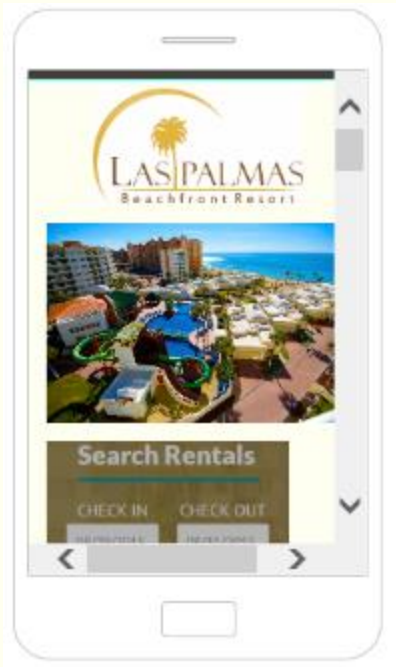 LAS PALMAS
Beachfront Resort
Search Rentals
CHECK IN CHECK OUT